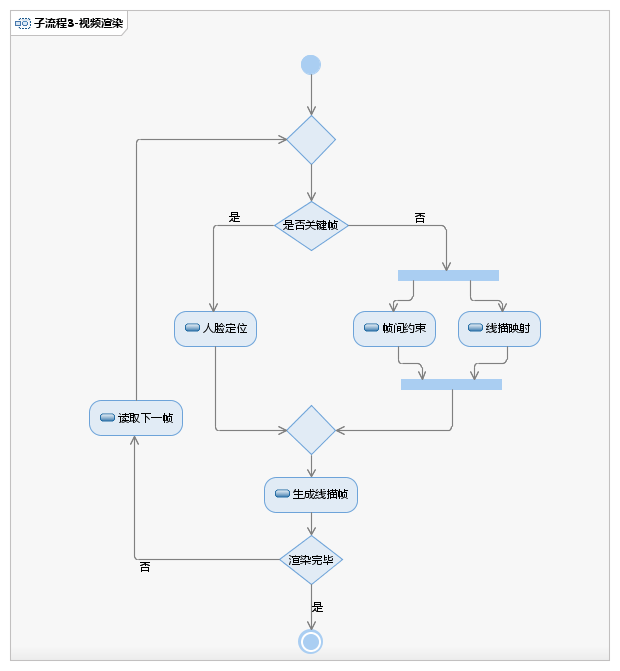 子流程3-视频渲染
是否关键帧
是
否
人脸定位
帧间约束
线描映射
读取下一帧
生成线描帧
渲染完毕
否
是